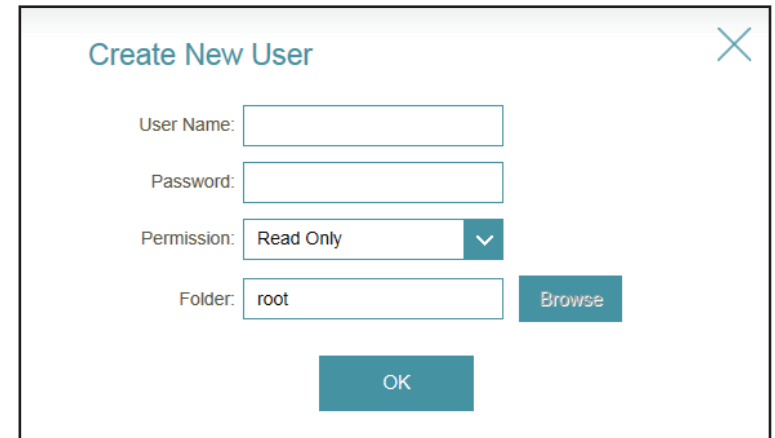 Create New User
User Name:
Password:
Permission: Read Only
Folder: root Browse
OK